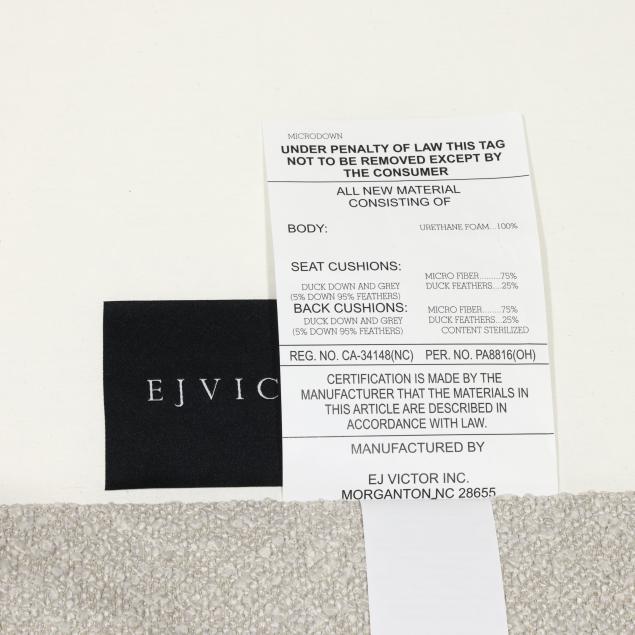 MICRODOWN
UNDER PENALTY OF LAW THIS TAG
NOT TO BE REMOVED EXCEPT BY
THE CONSUMER
ALL NEW MATERIAL
CONSISTING OF
BODY: URETHANE FOAM...100%
SEAT CUSHIONS:
MICRO FIBER.........75%
DUCK DOWN AND GREY DUCK FEATHERS...25%
(5% DOWN 95% FEATHERS)
BACK CUSHIONS: MICRO FIBER.......75%
DUCK DOWN AND GREY DUCK FEATHERS...25%
(5% DOWN 95% FEATHERS) CONTENT STERILIZED
REG. NO. CA-34148(NC) PER. NO. PA8816(OH)
CERTIFICATION IS MADE BY THE
MANUFACTURER THAT THE MATERIALS IN
THIS ARTICLE ARE DESCRIBED IN
ACCORDANCE WITH LAW.
MANUFACTURED BY
EJ VICTOR INC.
MORGANTON, NC 28655
EJVIC